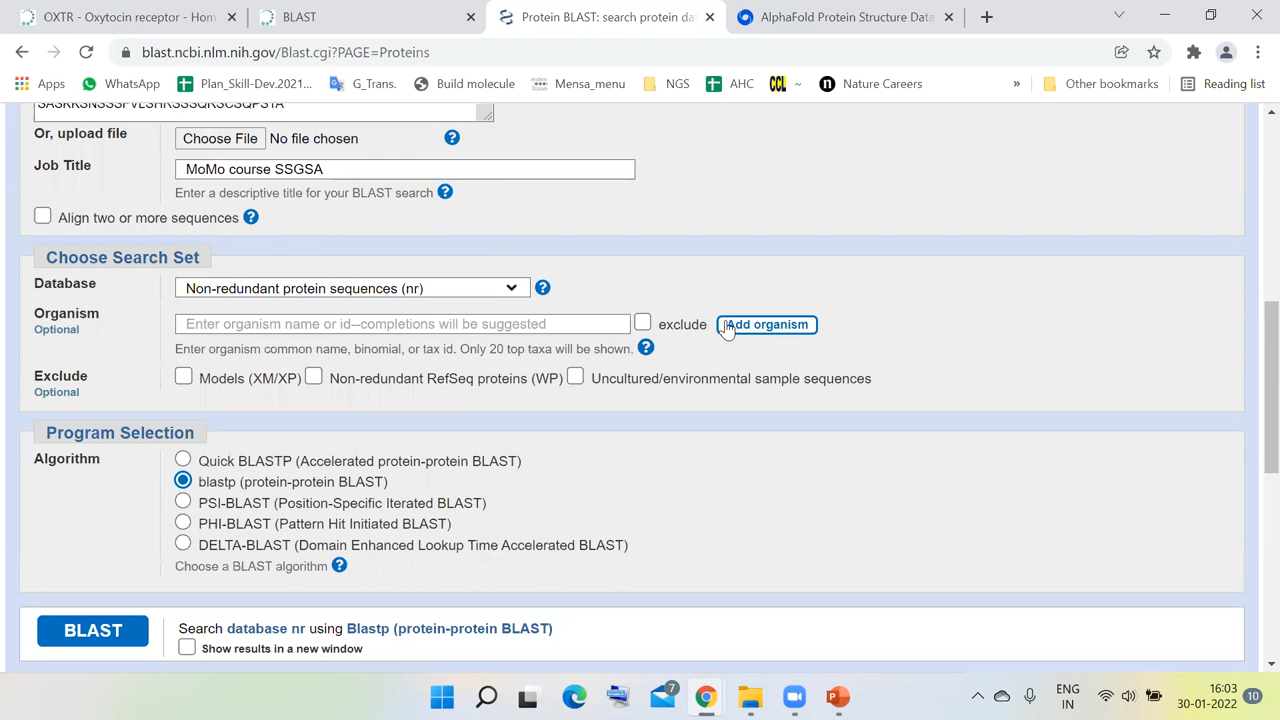 OXTR - Oxytocin receptor - Hom
BLAST
Protein BLAST: search protein da
AlphaFold Protein Structure Data
blast.ncbi.nlm.nih.gov/Blast.cgi?PAGE=Proteins
Apps WhatsApp Plan_Skill-Dev.2021... G_Trans. Build molecule Mensa_menu NGS AHC CCL ~ n Nature Careers » Other bookmarks Reading list
Or, upload file Choose File No file chosen ?
Job Title MoMo course SSGSA
Enter a descriptive title for your BLAST search ?
Align two or more sequences ?
Choose Search Set
Database Non-redundant protein sequences (nr) ?
Organism
Optional
Enter organism name or id--completions will be suggested exclude Add organism
Enter organism common name, binomial, or tax id. Only 20 top taxa will be shown. ?
Exclude
Optional
Models (XM/XP) Non-redundant RefSeq proteins (WP) Uncultured/environmental sample sequences
Program Selection
Algorithm
Quick BLASTP (Accelerated protein-protein BLAST)
blastp (protein-protein BLAST)
PSI-BLAST (Position-Specific Iterated BLAST)
PHI-BLAST (Pattern Hit Initiated BLAST)
DELTA-BLAST (Domain Enhanced Lookup Time Accelerated BLAST)
Choose a BLAST algorithm ?
BLAST Search database nr using Blastp (protein-protein BLAST)
Show results in a new window
7
ENG
IN
16:03
30-01-2022
10